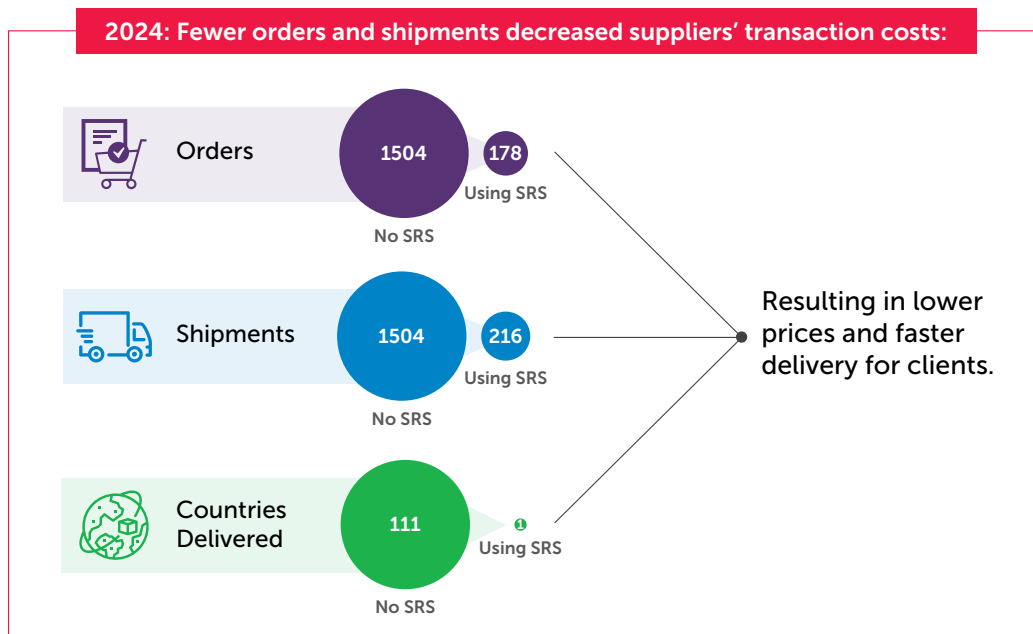 2024: Fewer orders and shipments decreased suppliers’ transaction costs:
Orders
1504
178
Using SRS
No SRS
Shipments
1504
216
Using SRS
No SRS
Resulting in lower
prices and faster
delivery for clients.
Countries
Delivered
111
1
Using SRS
No SRS